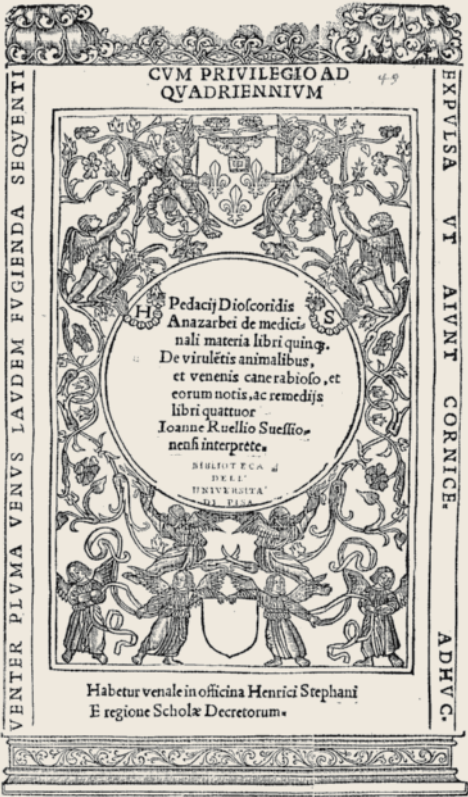 CVM PRIVILEGIO AD
QVADRIENNIVM
49
EXPVLSA VT AIVNT CORNICE. ADHVC.
VENTER PLVMA VENVS LAVDEM FVGIENDA SEQVENTI
H
S
Pedacij Dioſcoridis
Anazarbei de medici-
nali materia libri quinqꝫ.
De virulẽtis animalibus,
et venenis cane rabioſo, et
eorum notis, ac remedijs
libri quattuor
Ioanne Ruellio Sueſſio-
nenſi interprete.
BIBLIOTECA
DELL'
UNIVERSITA'
DI PISA
Habetur venale in officina Henrici Stephani
E regione Scholæ Decretorum.